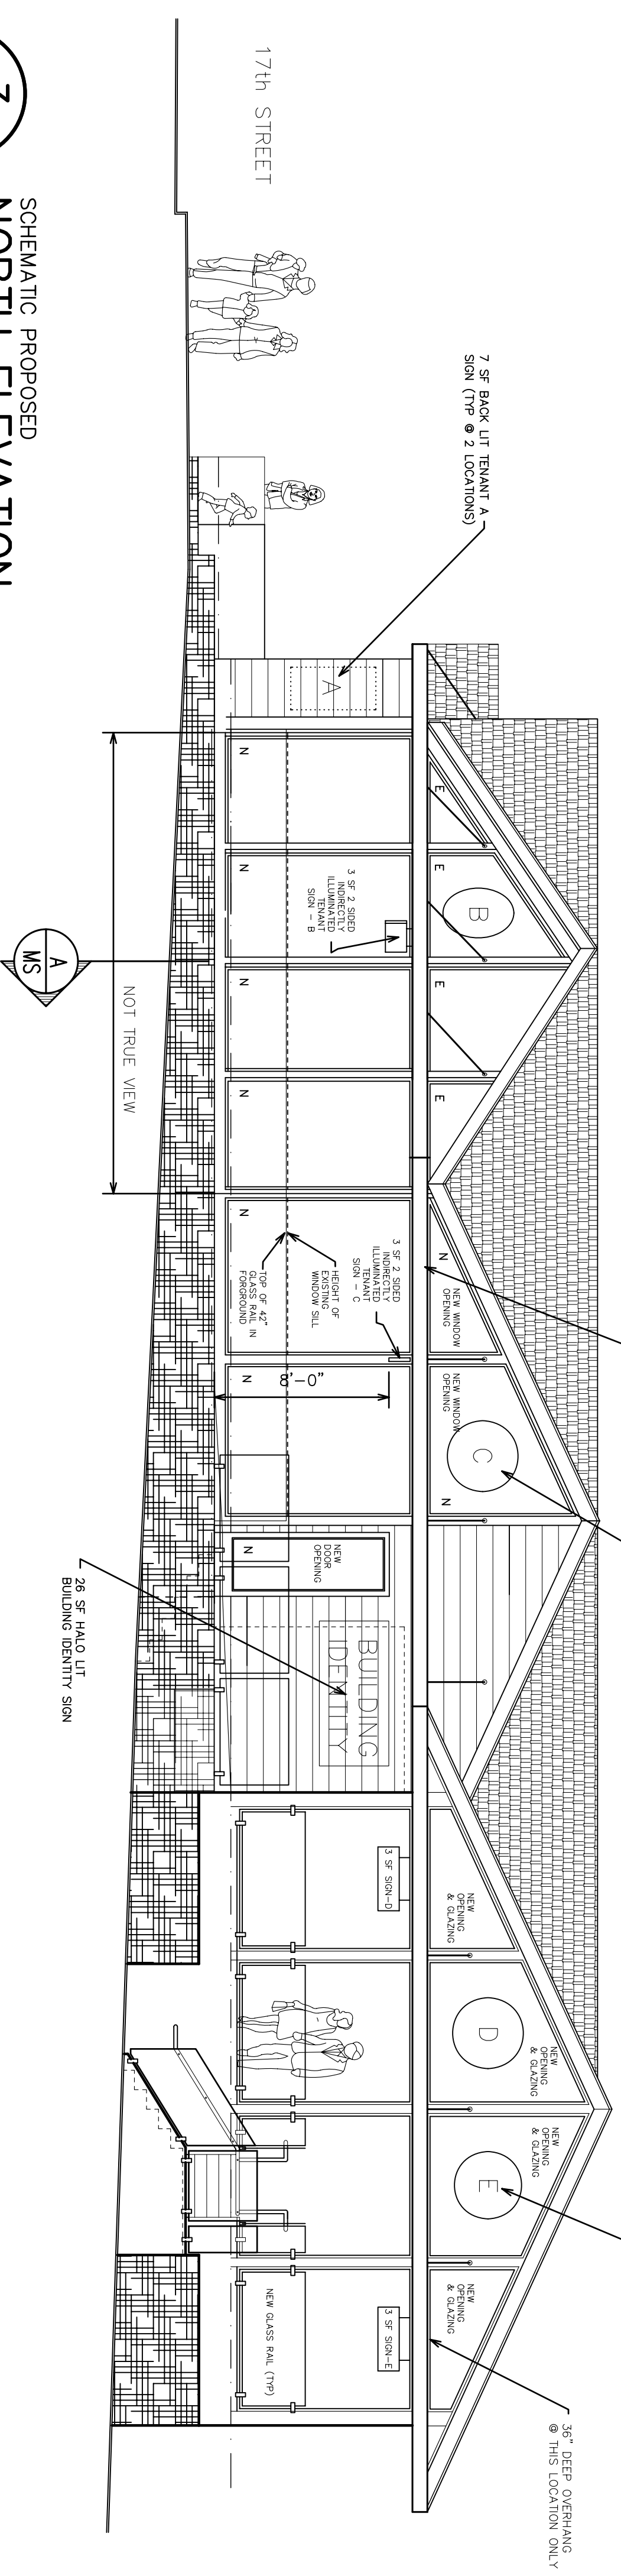 17th STREET
7 SF BACK LIT TENANT A
SIGN (TYP @ 2 LOCATIONS)
A
E
E
E
E
B
N
N
N
N
3 SF 2 SIDED
INDIRECTLY
ILLUMINATED
TENANT
SIGN - B
A
MS
NOT TRUE VIEW
N
NEW WINDOW
OPENING
NEW WINDOW
OPENING
N
C
3 SF 2 SIDED
INDIRECTLY
ILLUMINATED
TENANT
SIGN - C
HEIGHT OF
EXISTING
WINDOW SILL
TOP OF 42"
GLASS RAIL IN
FORGROUND
N
N
8'-0"
NEW
DOOR
OPENING
N
BUILDING
IDENTITY
26 SF HALO LIT
BUILDING IDENTITY SIGN
NEW
OPENING
& GLAZING
NEW
OPENING
& GLAZING
NEW
OPENING
& GLAZING
NEW
OPENING
& GLAZING
D
E
3 SF SIGN-D
3 SF SIGN-E
NEW GLASS RAIL (TYP)
36" DEEP OVERHANG
@ THIS LOCATION ONLY
SCHEMATIC PROPOSED
NORTH ELEVATION